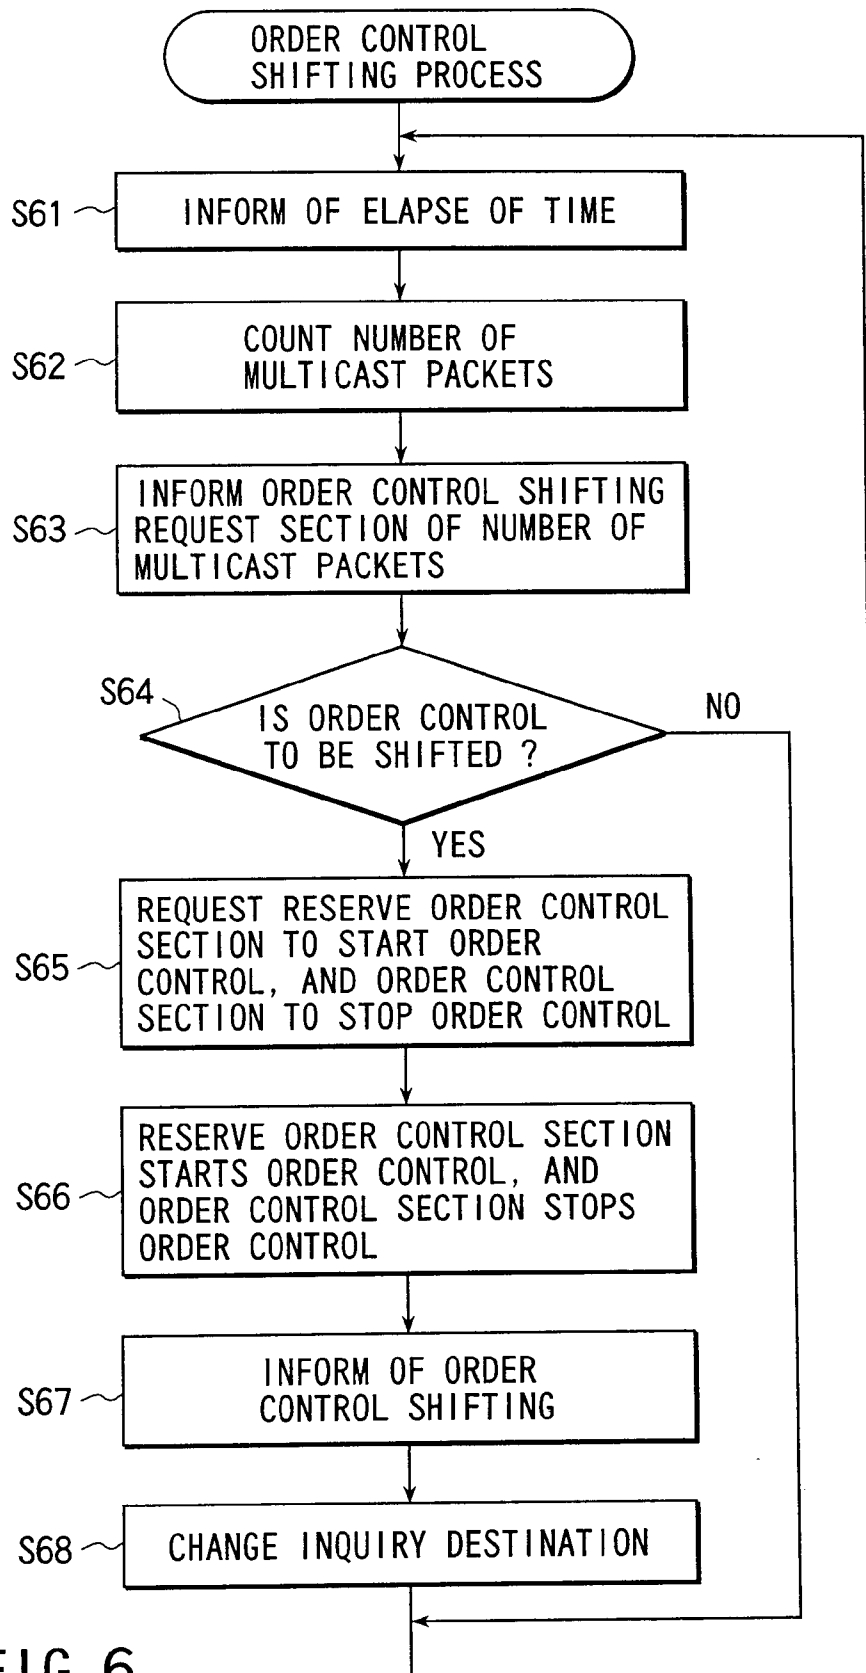 ORDER CONTROL
SHIFTING PROCESS
S61
INFORM OF ELAPSE OF TIME
S62
COUNT NUMBER OF
MULTICAST PACKETS
S63
INFORM ORDER CONTROL SHIFTING
REQUEST SECTION OF NUMBER OF
MULTICAST PACKETS
S64
IS ORDER CONTROL
TO BE SHIFTED ?
NO
YES
S65
REQUEST RESERVE ORDER CONTROL
SECTION TO START ORDER
CONTROL, AND ORDER CONTROL
SECTION TO STOP ORDER CONTROL
S66
RESERVE ORDER CONTROL SECTION
STARTS ORDER CONTROL, AND
ORDER CONTROL SECTION STOPS
ORDER CONTROL
S67
INFORM OF ORDER
CONTROL SHIFTING
S68
CHANGE INQUIRY DESTINATION
FIG. 6